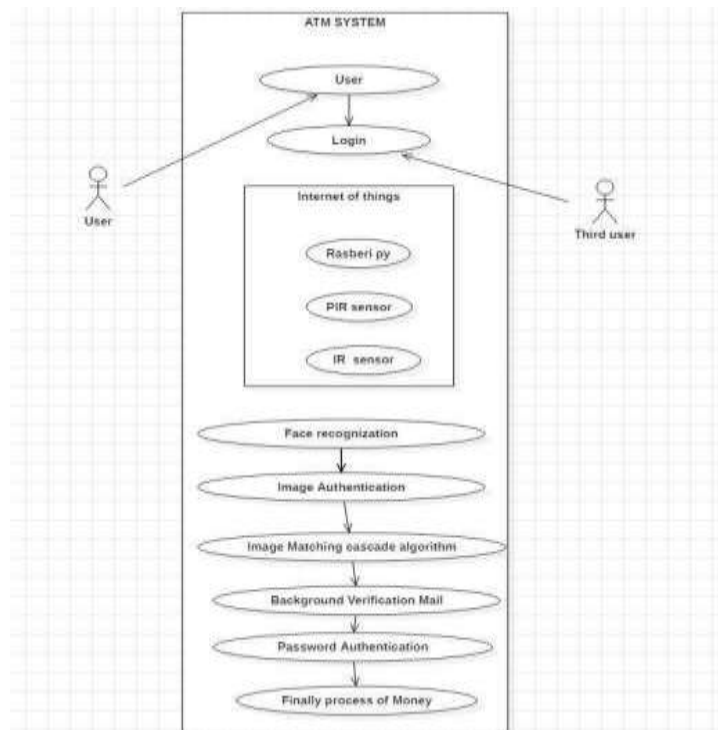 ATM SYSTEM
User
Login
User
Third user
Internet of things
Rasberi py
PIR sensor
IR sensor
Face recognization
Image Authentication
Image Matching cascade algorithm
Background Verification Mail
Password Authentication
Finally process of Money